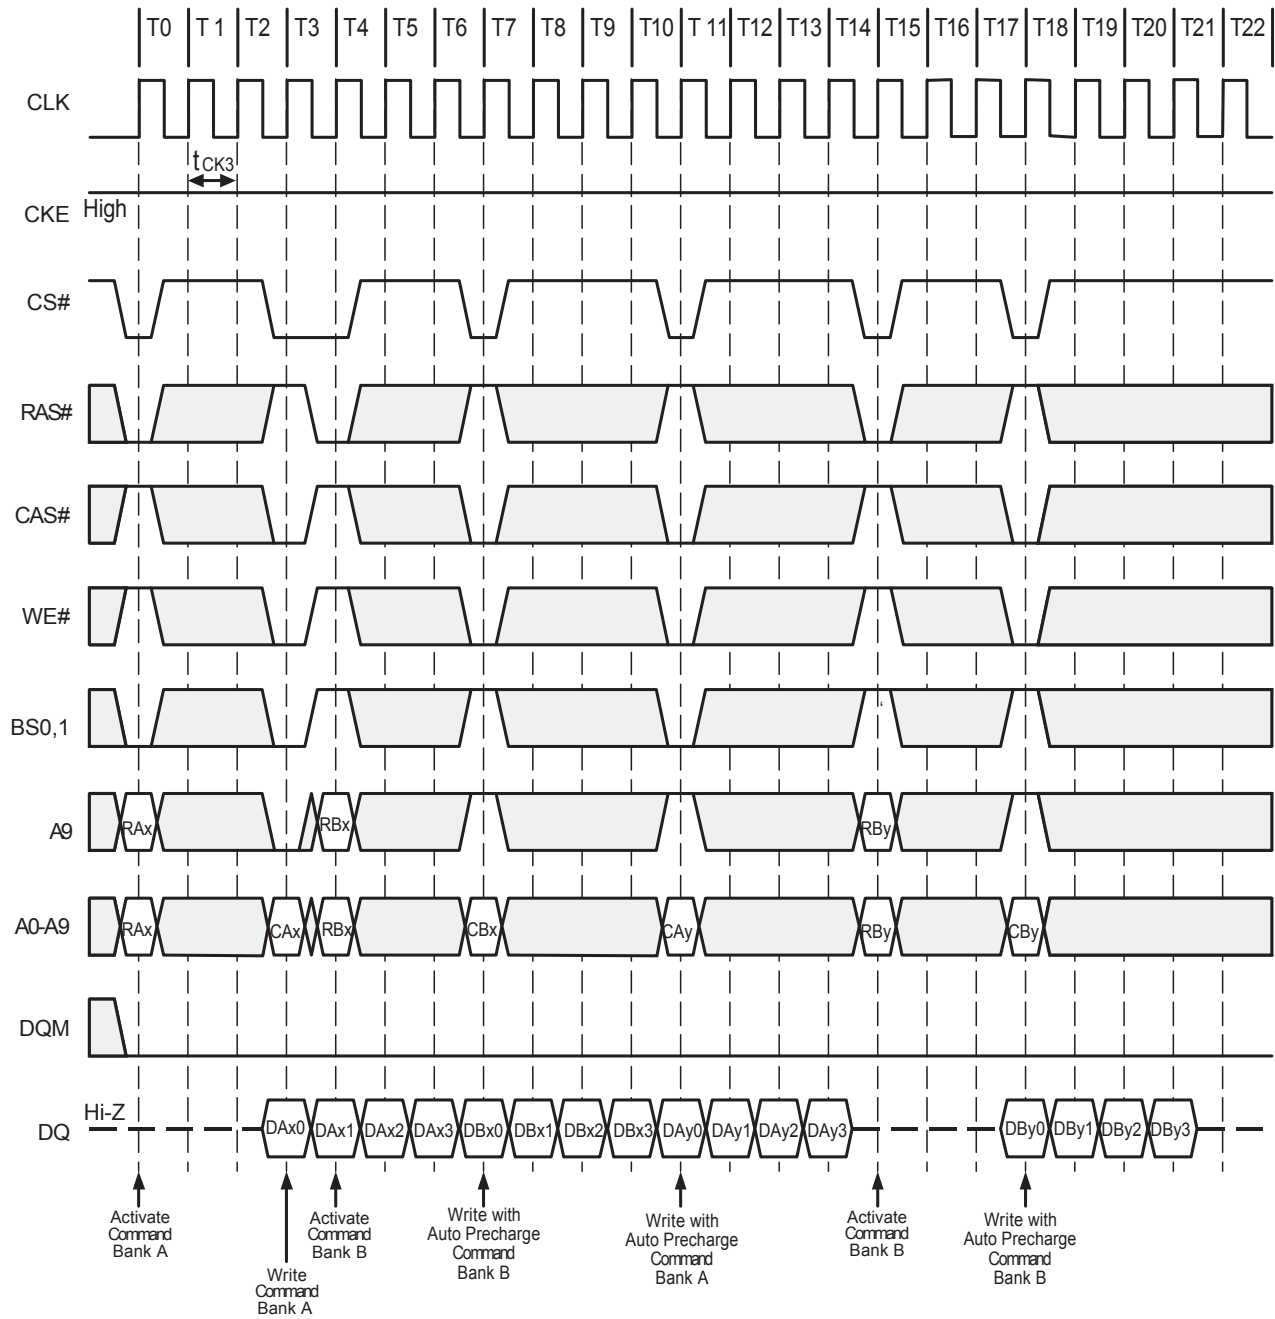 T0 T 1 T2 T3 T4 T5 T6 T7 T8 T9 T10 T 11 T12 T13 T14 T15 T16 T17 T18 T19 T20 T21 T22
CLK
tCK3
CKE High
CS#
RAS#
CAS#
WE#
BS0,1
A9 RAx RBx RBy
A0-A9 RAx CAx RBx CBx CAy RBy CBy
DQM
Hi-Z
DQ DAx0 DAx1 DAx2 DAx3 DBx0 DBx1 DBx2 DBx3 DAy0 DAy1 DAy2 DAy3 DBy0 DBy1 DBy2 DBy3
Activate
Command
Bank A
Write
Command
Bank A
Activate
Command
Bank B
Write with
Auto Precharge
Command
Bank B
Write with
Auto Precharge
Command
Bank A
Activate
Command
Bank B
Write with
Auto Precharge
Command
Bank B